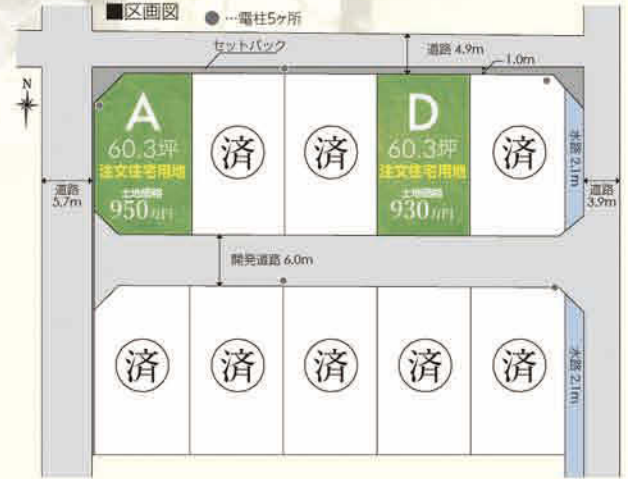 ■区画図 ●…電柱5ヶ所
セットバック
道路 4.9m
1.0m
N
A
60.3坪
注文住宅用地
土地価格
950万円
済
済
D
60.3坪
注文住宅用地
土地価格
930万円
済
水路 2.1m
道路
5.7m
道路
3.9m
開発道路 6.0m
済
済
済
済
済
水路 2.1m